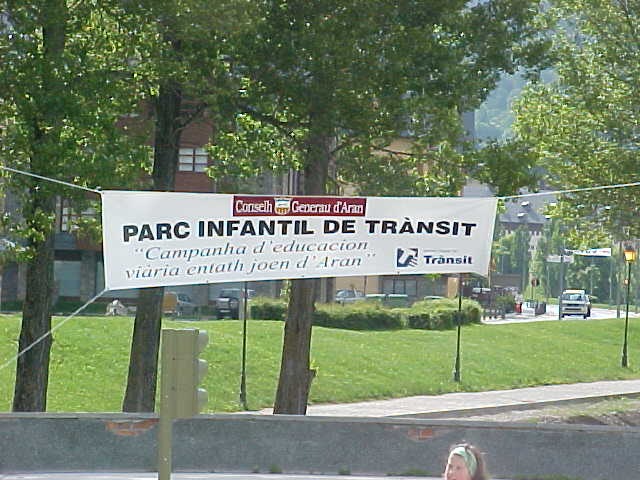 Conselh Generau d'Aran
PARC INFANTIL DE TRÀNSIT
"Campanha d'educacion
viària entath joen d'Aran"
Trànsit